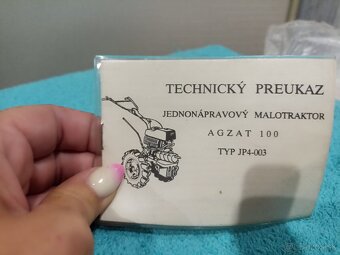 TECHNICKÝ PREUKAZ
JEDNONÁPRAVOVÝ MALOTRAKTOR
AGZAT 100
TYP JP4-003